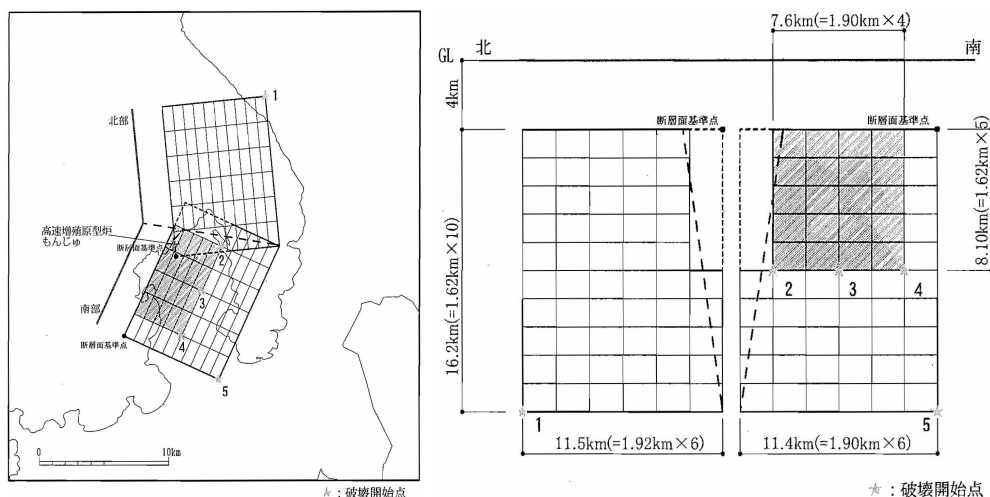 北部
高速増殖原型炉
もんじゅ
断層面基準点
南部
断層面基準点
1
2
3
4
5
0
10km
☆：破壊開始点
7.6km(=1.90km×4)
GL
北
南
4km
断層面基準点
断層面基準点
16.2km(=1.62km×10)
8.10km(=1.62km×5)
2
3
4
1
5
11.5km(=1.92km×6)
11.4km(=1.90km×6)
☆：破壊開始点